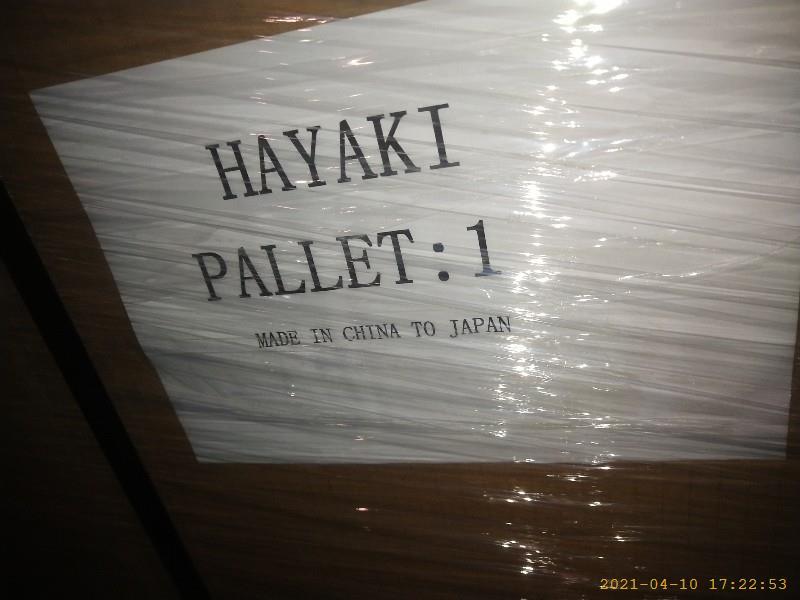 HAYAKI
PALLET:1
MADE IN CHINA TO JAPAN
2021-04-10 17:22:53